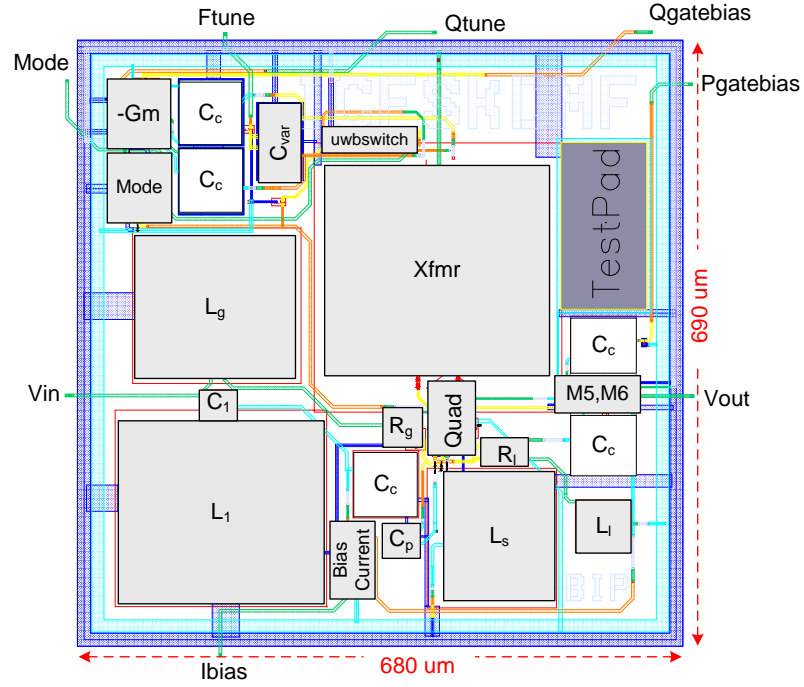 Ftune
Qtune
Qgatebias
Mode
Pgatebias
-Gm
Cc
Cvar
uwbswitch
Mode
Cc
TestPad
Xfmr
Lg
690 um
Cc
Vin
C1
M5,M6
Vout
Rg
Quad
Cc
Rl
Cc
L1
Bias
Current
Cp
Ls
Ll
BIP
Ibias
680 um